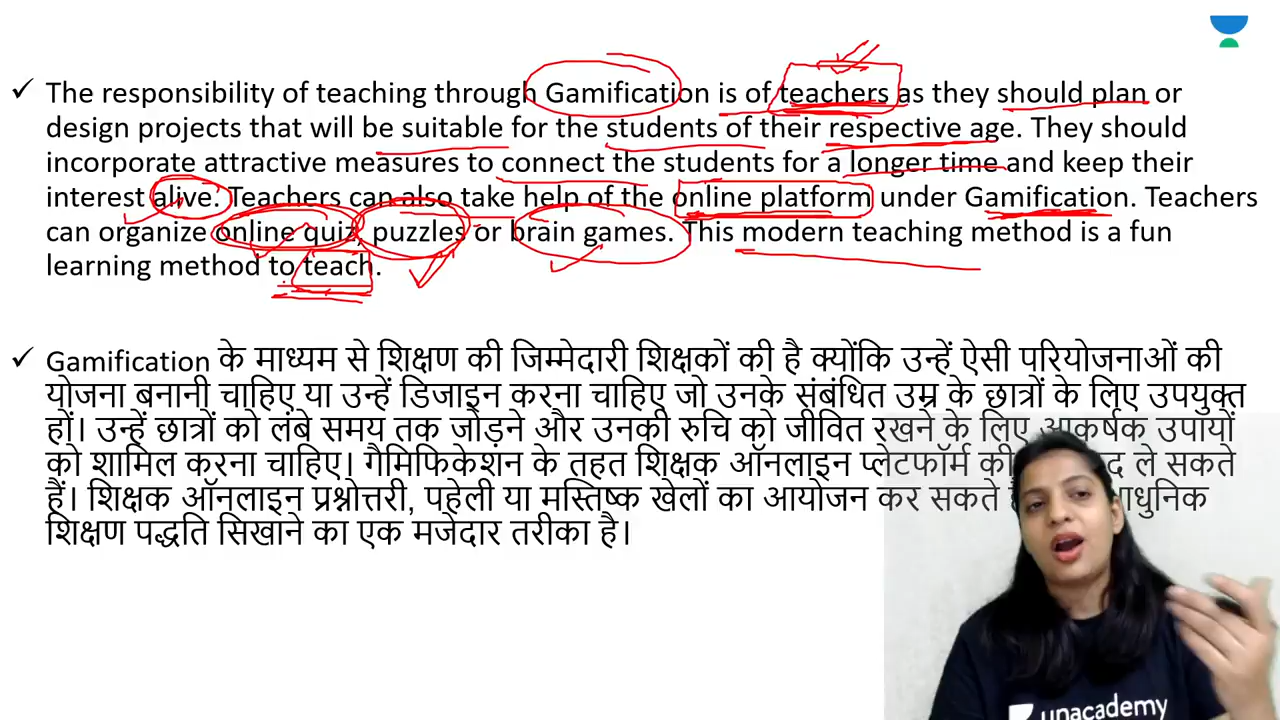 The responsibility of teaching through Gamification is of teachers as they should plan or
design projects that will be suitable for the students of their respective age. They should
incorporate attractive measures to connect the students for a longer time and keep their
interest alive. Teachers can also take help of the online platform under Gamification. Teachers
can organize online quiz, puzzles or brain games. This modern teaching method is a fun
learning method to teach.
Gamification के माध्यम से शिक्षण की जिम्मेदारी शिक्षकों की है क्योंकि उन्हें ऐसी परियोजनाओं की
योजना बनानी चाहिए या उन्हें डिजाइन करना चाहिए जो उनके संबंधित उम्र के छात्रों के लिए उपयुक्त
हों। उन्हें छात्रों को लंबे समय तक जोड़ने और उनकी रुचि को जीवित रखने के लिए आकर्षक उपायों
को शामिल करना चाहिए। गैमिफिकेशन के तहत शिक्षक ऑनलाइन प्लेटफॉर्म की ले सकते
हैं। शिक्षक ऑनलाइन प्रश्नोत्तरी, पहेली या मस्तिष्क खेलों का आयोजन कर सकते
शिक्षण पद्धति सिखाने का एक मजेदार तरीका है।
unacademy